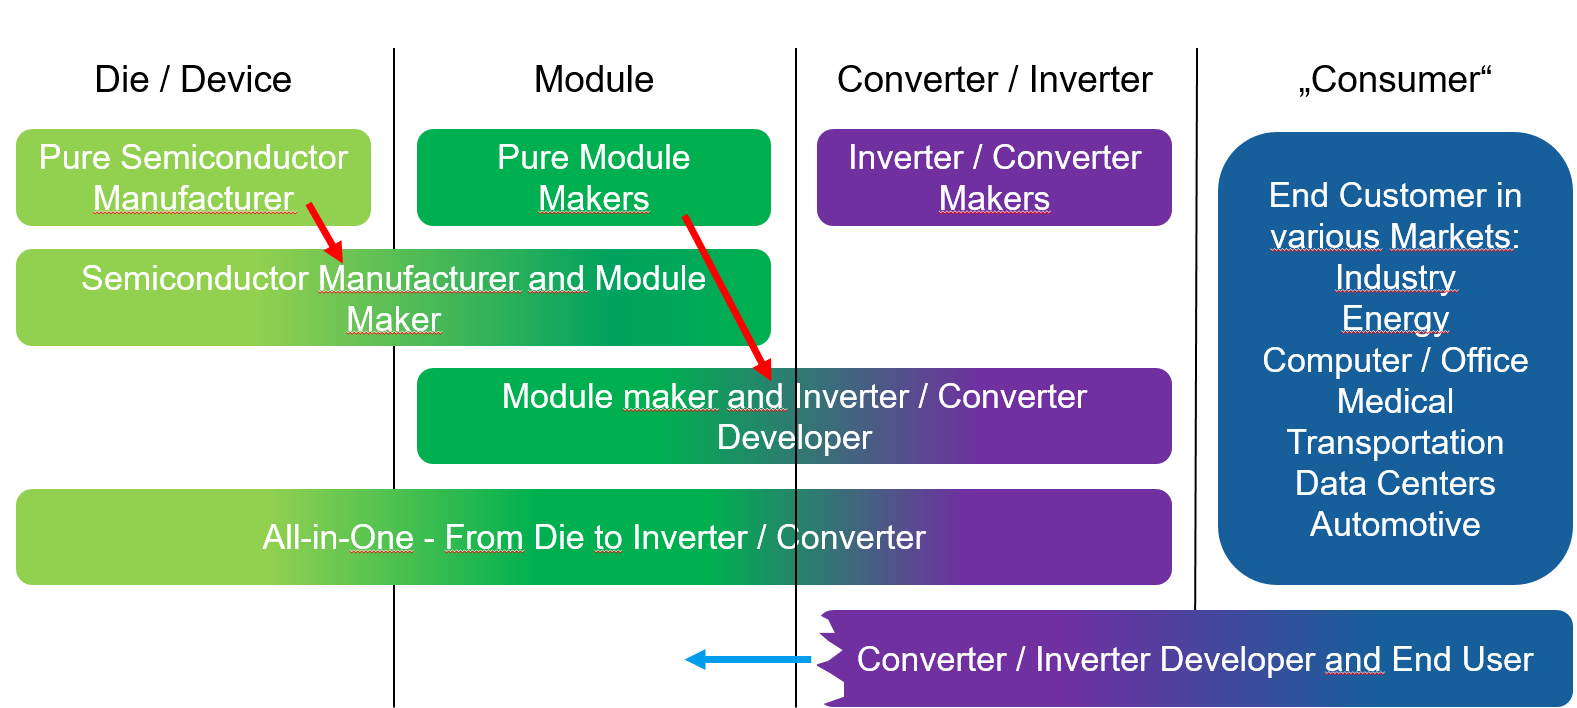 Die / Device
Module
Converter / Inverter
„Consumer“
Pure Semiconductor
Manufacturer
Pure Module
Makers
Inverter / Converter
Makers
Semiconductor Manufacturer and Module
Maker
Module maker and Inverter / Converter
Developer
All-in-One - From Die to Inverter / Converter
End Customer in
various Markets:
Industry
Energy
Computer / Office
Medical
Transportation
Data Centers
Automotive
Converter / Inverter Developer and End User